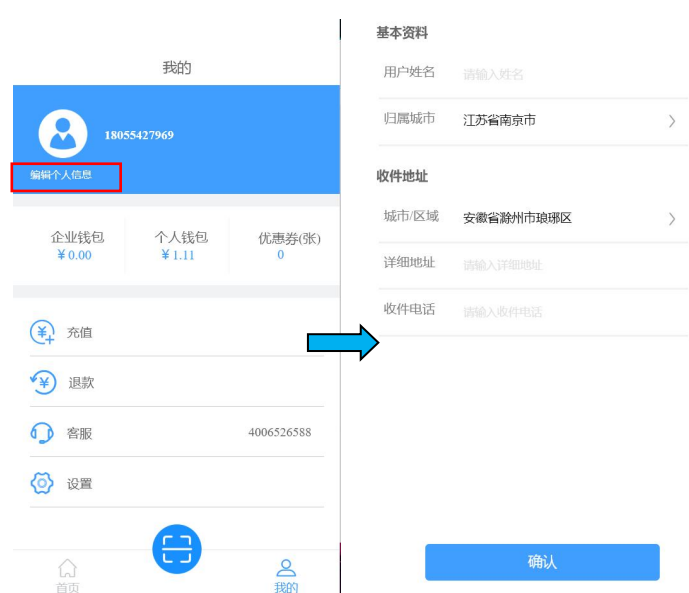 我的
18055427969
编辑个人信息
企业钱包
￥0.00
个人钱包
￥1.11
优惠券(张)
0
充值
退款
客服
4006526588
设置
首页
我的
基本资料
用户姓名
请输入姓名
归属城市
江苏省南京市
收件地址
城市/区域
安徽省滁州市琅琊区
详细地址
请输入详细地址
收件电话
请输入收件电话
确认